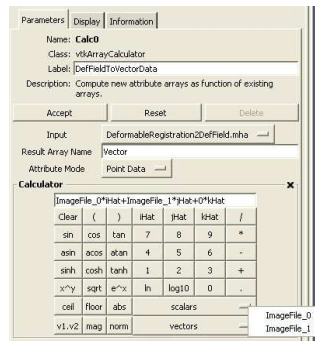 Parameters Display Information
Name: Calc0
Class: vtkArrayCalculator
Label: DefFieldToVectorData
Description: Compute new attribute arrays as function of existing
arrays.
Accept Reset Delete
Input DeformableRegistration2DefField.mha
Result Array Name Vector
Attribute Mode Point Data
Calculator x
ImageFile_0*iHat+ImageFile_1*jHat+0*kHat
Clear ( ) iHat jHat kHat /
sin cos tan 7 8 9 *
asin acos atan 4 5 6 -
sinh cosh tanh 1 2 3 +
x^y sqrt e^x ln log10 0 .
ceil floor abs scalars
v1.v2 mag norm vectors
ImageFile_0
ImageFile_1